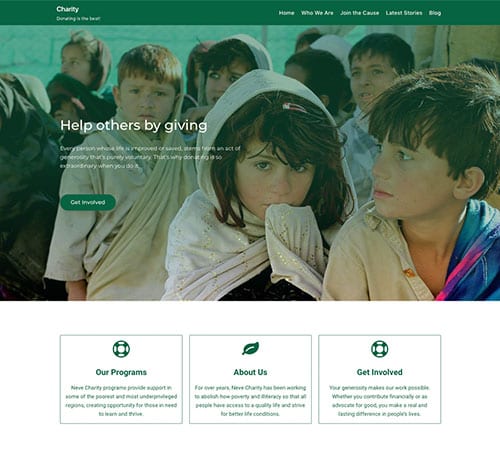 Charity
Donating is the best!
Home Who We Are Join the Cause Latest Stories Blog
Help others by giving
Every person whose life is improved or saved, stems from an act of
generosity that's purely voluntary. That's why donating is so
extraordinary when you do it.
Get Involved
Our Programs
Neve Charity programs provide support in
some of the poorest and most underprivileged
regions, creating opportunity for those in need
to learn and thrive.
About Us
For over years, Neve Charity has been working
to abolish how poverty and illiteracy so that all
people have access to a quality life and strive
for better life conditions.
Get Involved
Your generosity makes our work possible.
Whether you contribute financially or as
advocate for good, you make a real and
lasting difference in people's lives.